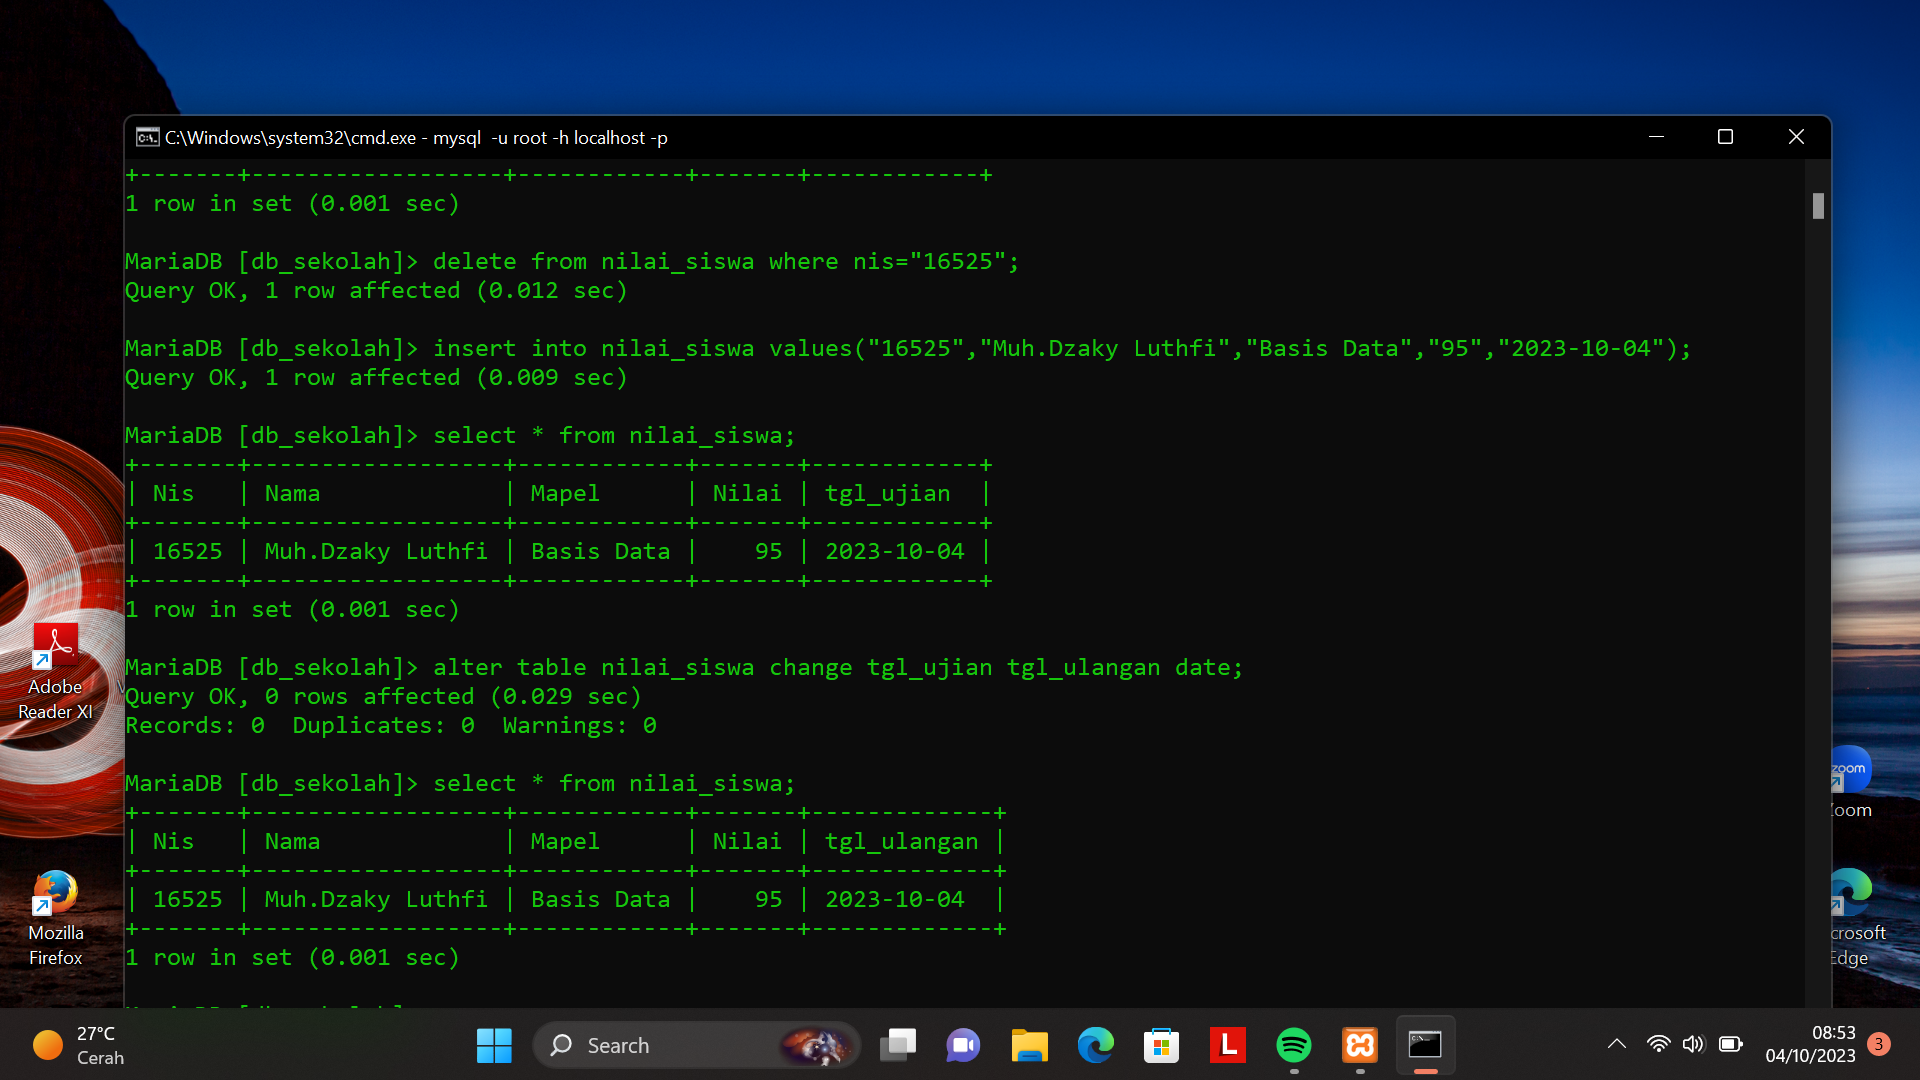 C:\Windows\system32\cmd.exe - mysql  -u root -h localhost -p
+-------+------------------+------------+-------+------------+
1 row in set (0.001 sec)
MariaDB [db_sekolah]> delete from nilai_siswa where nis="16525";
Query OK, 1 row affected (0.012 sec)
MariaDB [db_sekolah]> insert into nilai_siswa values("16525","Muh.Dzaky Luthfi","Basis Data","95","2023-10-04");
Query OK, 1 row affected (0.009 sec)
MariaDB [db_sekolah]> select * from nilai_siswa;
+-------+------------------+------------+-------+------------+
| Nis   | Nama             | Mapel      | Nilai | tgl_ujian  |
+-------+------------------+------------+-------+------------+
| 16525 | Muh.Dzaky Luthfi | Basis Data |    95 | 2023-10-04 |
+-------+------------------+------------+-------+------------+
1 row in set (0.001 sec)
MariaDB [db_sekolah]> alter table nilai_siswa change tgl_ujian tgl_ulangan date;
Query OK, 0 rows affected (0.029 sec)
Records: 0  Duplicates: 0  Warnings: 0
MariaDB [db_sekolah]> select * from nilai_siswa;
+-------+------------------+------------+-------+-------------+
| Nis   | Nama             | Mapel      | Nilai | tgl_ulangan |
+-------+------------------+------------+-------+-------------+
| 16525 | Muh.Dzaky Luthfi | Basis Data |    95 | 2023-10-04  |
+-------+------------------+------------+-------+-------------+
1 row in set (0.001 sec)
Adobe
Reader XI
Mozilla
Firefox
zoom
oom
crosoft
Edge
27°C
Cerah
Search
L
08:53
04/10/2023
3